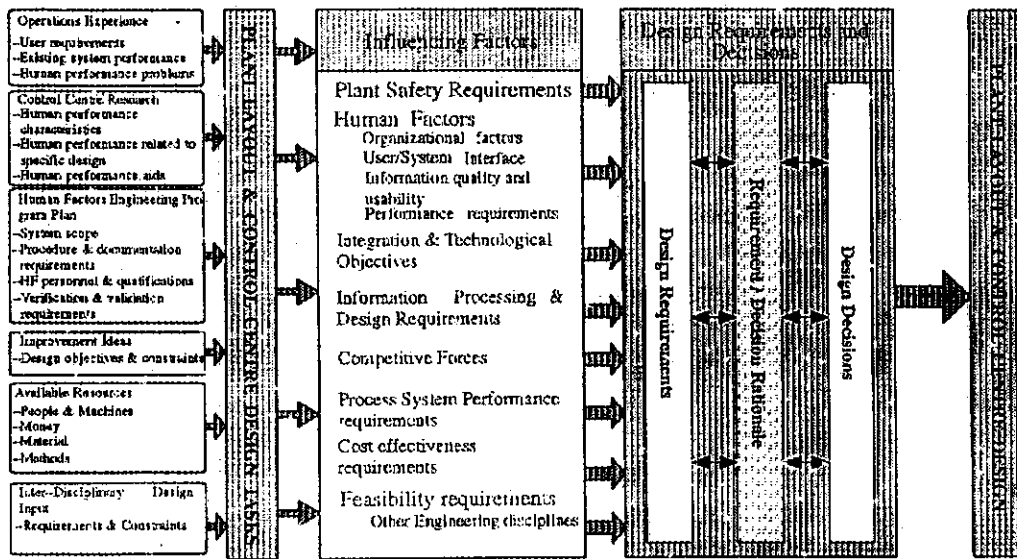 Operations Experience
--User requirements
--Existing system performance
--Human performance problems
Control Centre Research
--Human performance
characteristics
--Human performance related to
specific design
--Human performance aids
Human Factors Engineering Pro
gram Plan
--System scope
--Procedure & documentation
requirements
--HF personnel & qualifications
--Verification & validation
requirements
Improvement Ideas
--Design objectives & constraints
Available Resources
--People & Machines
--Money
--Material
--Methods
Inter--Disciplinary Design
Input
--Requirements & Constraints
PLANT LAYOUT & CONTROL CENTRE DESIGN TASKS
Influencing Factors
Plant Safety Requirements
Human Factors
Organizational factors
User/System Interface
Information quality and
usability
Performance requirements
Integration & Technological
Objectives
Information Processing &
Design Requirements
Competitive Forces
Process System Performance
requirements
Cost effectiveness
requirements
Feasibility requirements
Other Engineering disciplines
Design Requirements and
Decisions
Design Requirements
Requirement / Decision Rationale
Design Decisions
PLANT LAYOUT & CONTROL CENTRE DESIGN